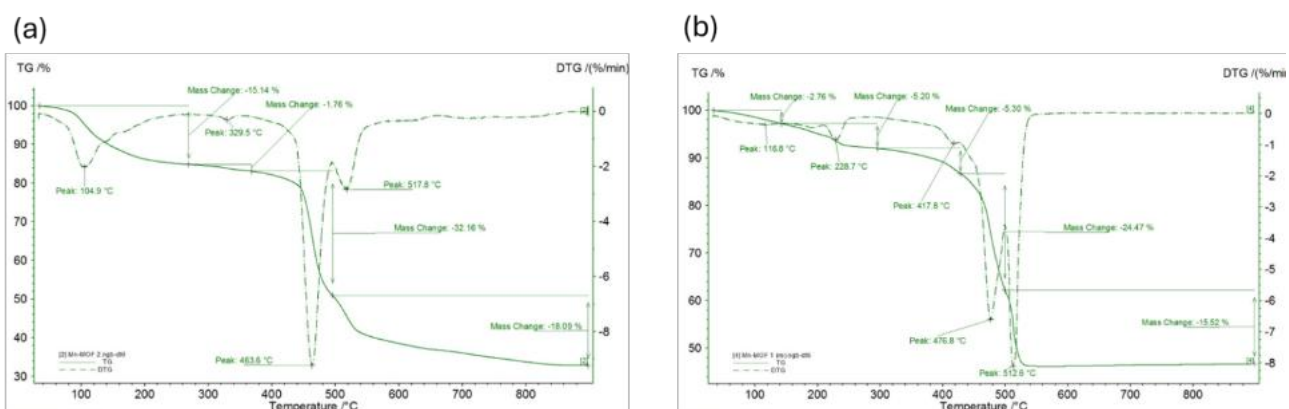 (a)
TG /%
DTG /(%/min)
100
90
80
70
60
50
40
30
0
-2
-4
-6
-8
Mass Change: -15.14 %
Mass Change: -1.76 %
Peak: 329.5 °C
Peak: 104.9 °C
Peak: 517.8 °C
Mass Change: -32.16 %
Mass Change: -18.09 %
Peak: 463.6 °C
TG
DTG
100 200 300 400 500 600 700 800
Temperature /°C
(b)
TG /%
DTG /(%/mi
100
90
80
70
60
50
0
-1
-2
-3
-4
-5
-6
-7
-8
Mass Change: -2.76 %
Mass Change: -5.20 %
Mass Change: -5.30 %
Peak: 116.8 °C
Peak: 228.7 °C
Peak: 417.8 °C
Mass Change: -24.47 %
Mass Change: -15.52 %
Peak: 476.8 °C
Peak: 512.6 °C
TG
DTG
100 200 300 400 500 600 700 800
Temperature /°C